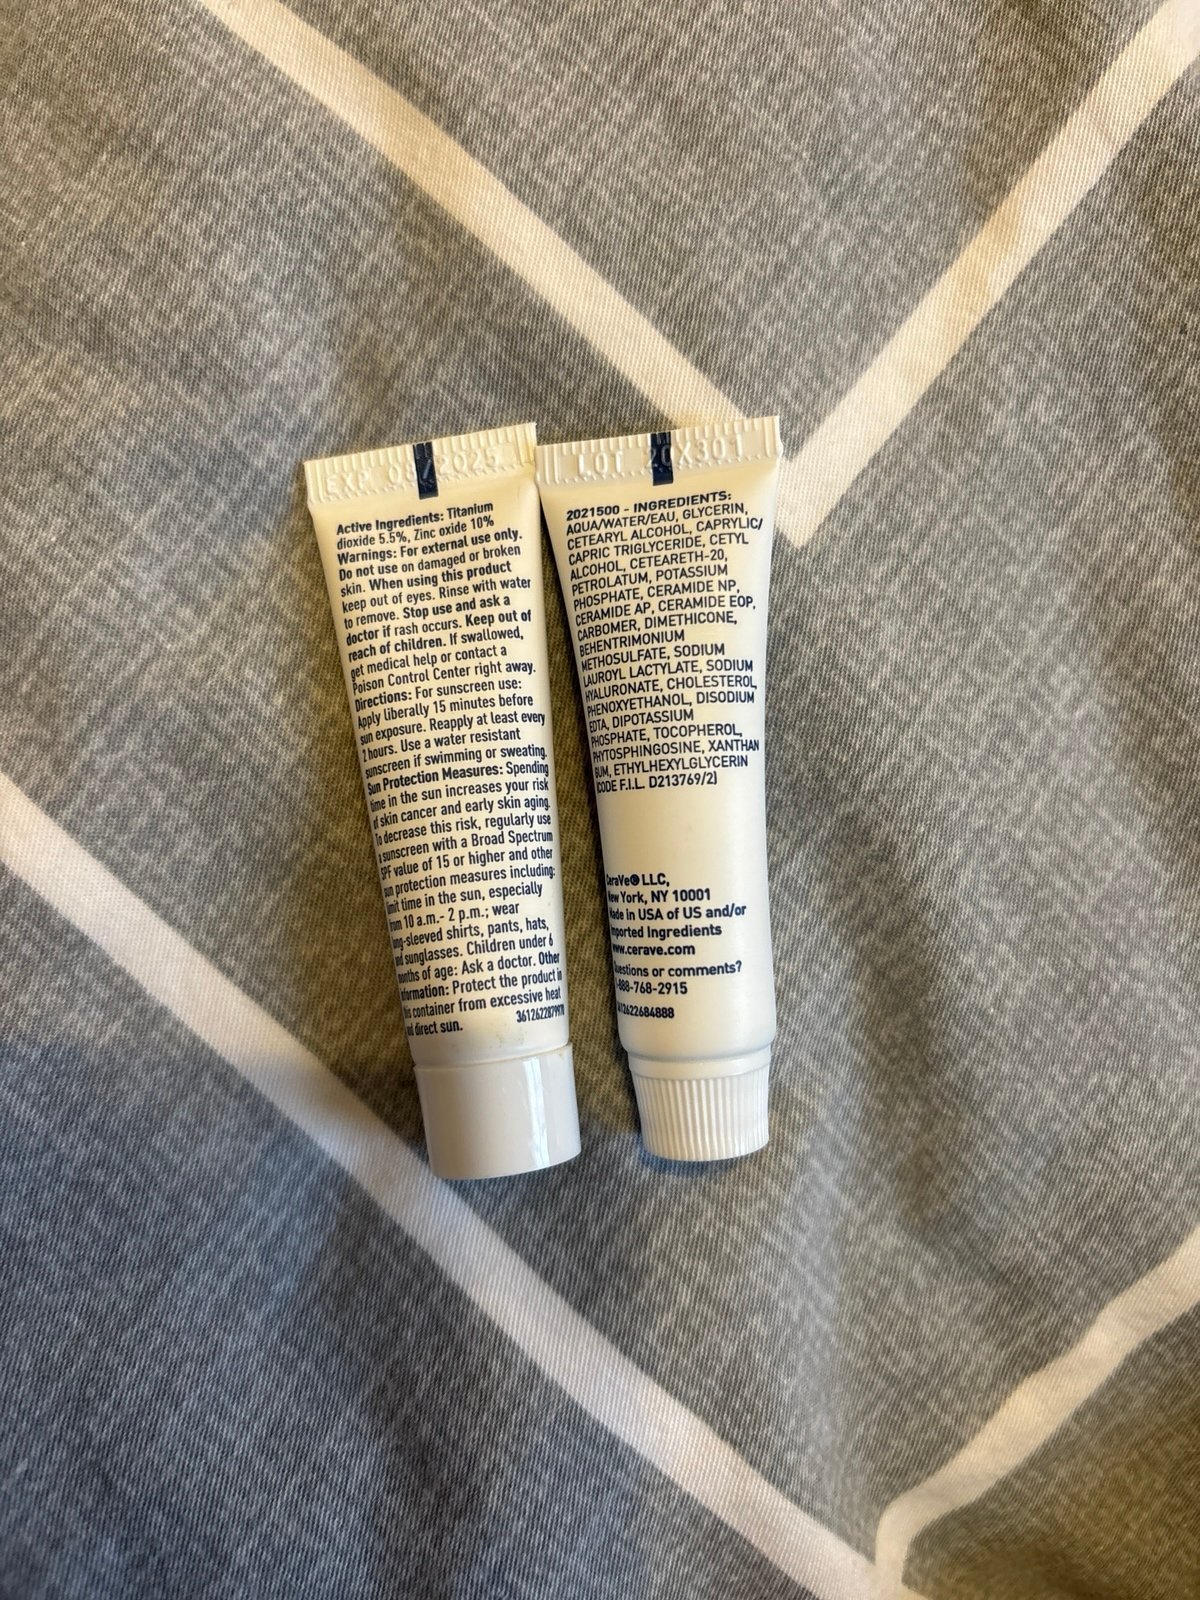 EXP 08/2025
Active Ingredients: Titanium
dioxide 5.5%, Zinc oxide 10%
Warnings: For external use only.
Do not use on damaged or broken
skin. When using this product
keep out of eyes. Rinse with water
to remove. Stop use and ask a
doctor if rash occurs. Keep out of
reach of children. If swallowed,
get medical help or contact a
Poison Control Center right away.
Directions: For sunscreen use:
Apply liberally 15 minutes before
sun exposure. Reapply at least every
2 hours. Use a water resistant
sunscreen if swimming or sweating.
Sun Protection Measures: Spending
time in the sun increases your risk
of skin cancer and early skin aging.
To decrease this risk, regularly use
a sunscreen with a Broad Spectrum
SPF value of 15 or higher and other
sun protection measures including:
limit time in the sun, especially
from 10 a.m.- 2 p.m.; wear
long-sleeved shirts, pants, hats,
and sunglasses. Children under 6
months of age: Ask a doctor. Other
information: Protect the product in
this container from excessive heat
and direct sun.
LOT 20X301
2021500 - INGREDIENTS:
AQUA/WATER/EAU, GLYCERIN,
CETEARYL ALCOHOL, CAPRYLIC/
CAPRIC TRIGLYCERIDE, CETYL
ALCOHOL, CETEARETH-20,
PETROLATUM, POTASSIUM
PHOSPHATE, CERAMIDE NP,
CERAMIDE AP, CERAMIDE EOP,
CARBOMER, DIMETHICONE,
BEHENTRIMONIUM
METHOSULFATE, SODIUM
LAUROYL LACTYLATE, SODIUM
HYALURONATE, CHOLESTEROL,
PHENOXYETHANOL, DISODIUM
EDTA, DIPOTASSIUM
PHOSPHATE, TOCOPHEROL,
PHYTOSPHINGOSINE, XANTHAN
GUM, ETHYLHEXYLGLYCERIN
(CODE F.I.L. D213769/2)
CeraVe® LLC,
New York, NY 10001
Made in USA of US and/or
Imported Ingredients
www.cerave.com
Questions or comments?
1-888-768-2915
3612622684888